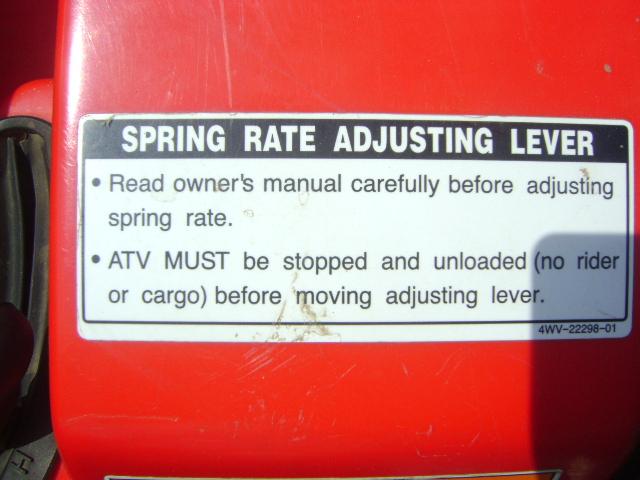 SPRING RATE ADJUSTING LEVER
• Read owner's manual carefully before adjusting
spring rate.
• ATV MUST be stopped and unloaded (no rider
or cargo) before moving adjusting lever.
4WV-22298-01